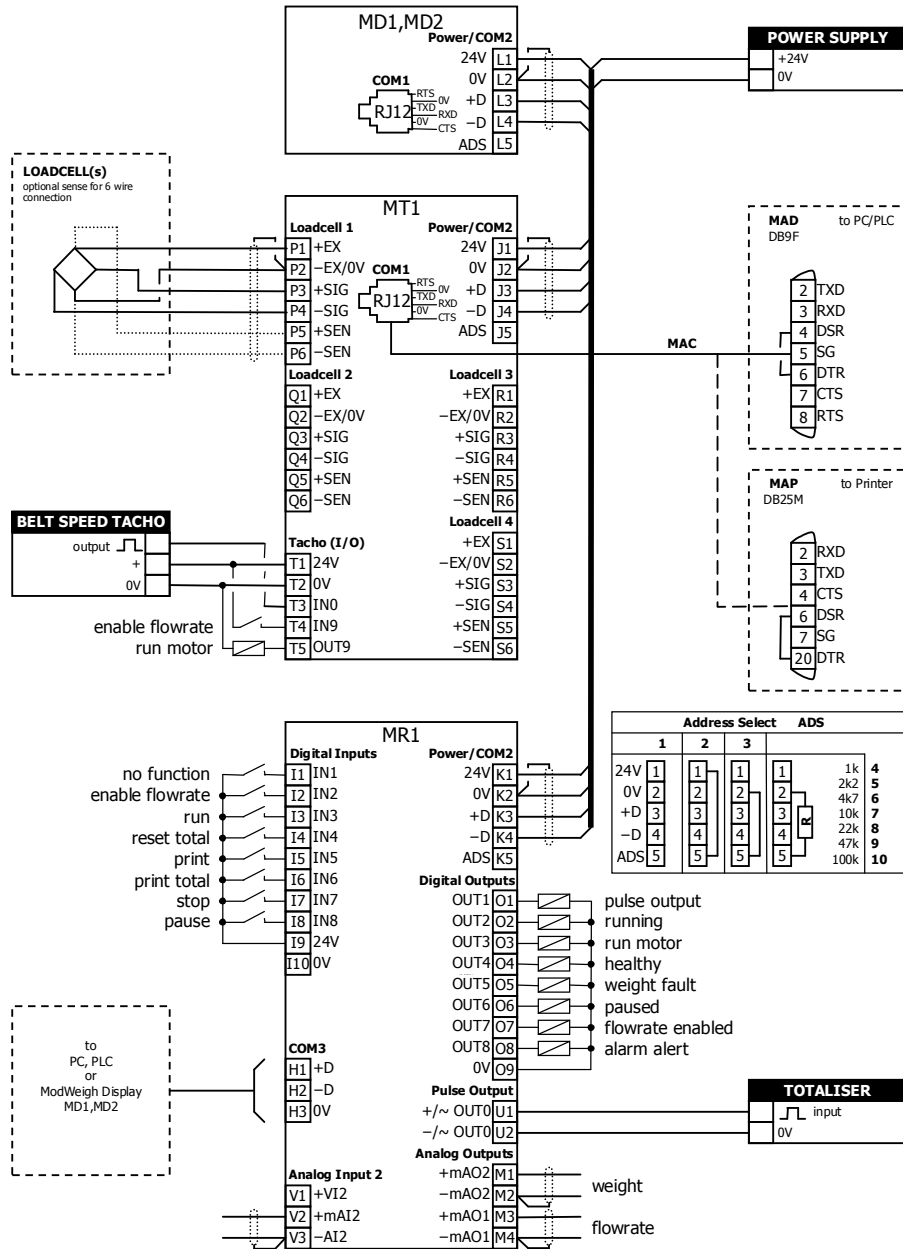 MD1,MD2
Power/COM2
24V L1
0V L2
+D L3
−D L4
ADS L5
COM1
RJ12
RTS
0V
TXD
RXD
0V
CTS
POWER SUPPLY
+24V
0V
LOADCELL(s)
optional sense for 6 wire
connection
MT1
Loadcell 1
P1 +EX
P2 −EX/0V
P3 +SIG
P4 −SIG
P5 +SEN
P6 −SEN
COM1
RJ12
RTS
0V
TXD
RXD
0V
CTS
Power/COM2
24V J1
0V J2
+D J3
−D J4
ADS J5
MAC
Loadcell 2
Q1 +EX
Q2 −EX/0V
Q3 +SIG
Q4 −SIG
Q5 +SEN
Q6 −SEN
Loadcell 3
+EX R1
−EX/0V R2
+SIG R3
−SIG R4
+SEN R5
−SEN R6
Loadcell 4
+EX S1
−EX/0V S2
+SIG S3
−SIG S4
+SEN S5
−SEN S6
BELT SPEED TACHO
output
+
0V
Tacho (I/O)
T1 24V
T2 0V
T3 IN0
T4 IN9
T5 OUT9
enable flowrate
run motor
MAD to PC/PLC
DB9F
2 TXD
3 RXD
4 DSR
5 SG
6 DTR
7 CTS
8 RTS
MAP to Printer
DB25M
2 RXD
3 TXD
4 CTS
6 DSR
7 SG
20 DTR
Address Select ADS
1 2 3
24V 1 1 1 1
0V 2 2 2 2
+D 3 3 3 3
−D 4 4 4 4
ADS 5 5 5 5
R
1k 4
2k2 5
4k7 6
10k 7
22k 8
47k 9
100k 10
MR1
Digital Inputs
no function I1 IN1
enable flowrate I2 IN2
run I3 IN3
reset total I4 IN4
print I5 IN5
print total I6 IN6
stop I7 IN7
pause I8 IN8
I9 24V
I10 0V
Power/COM2
24V K1
0V K2
+D K3
−D K4
ADS K5
Digital Outputs
OUT1 O1 pulse output
OUT2 O2 running
OUT3 O3 run motor
OUT4 O4 healthy
OUT5 O5 weight fault
OUT6 O6 paused
OUT7 O7 flowrate enabled
OUT8 O8 alarm alert
0V O9
to
PC, PLC
or
ModWeigh Display
MD1,MD2
COM3
H1 +D
H2 −D
H3 0V
Pulse Output
+/~ OUT0 U1
−/~ OUT0 U2
TOTALISER
input
0V
Analog Outputs
+mAO2 M1
−mAO2 M2
+mAO1 M3
−mAO1 M4
weight
flowrate
Analog Input 2
V1 +VI2
V2 +mAI2
V3 −AI2